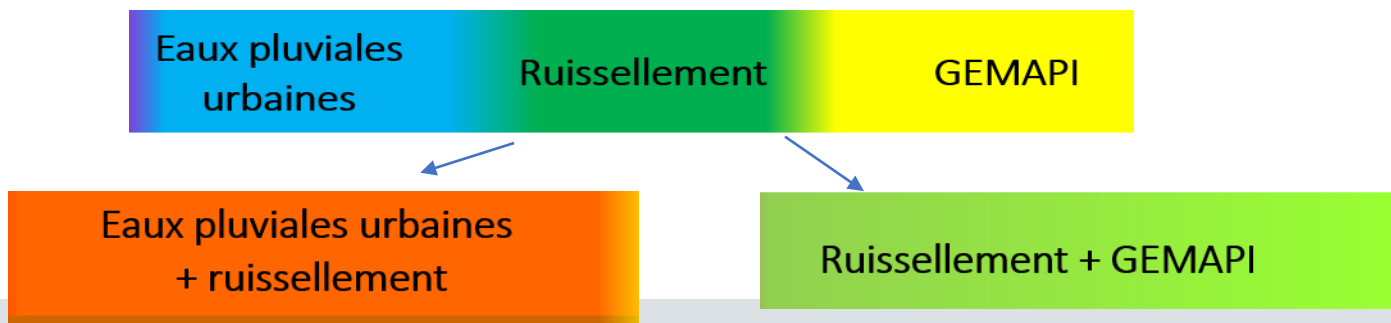 Eaux pluviales
urbaines
Ruissellement
GEMAPI
Eaux pluviales urbaines
+ ruissellement
Ruissellement + GEMAPI